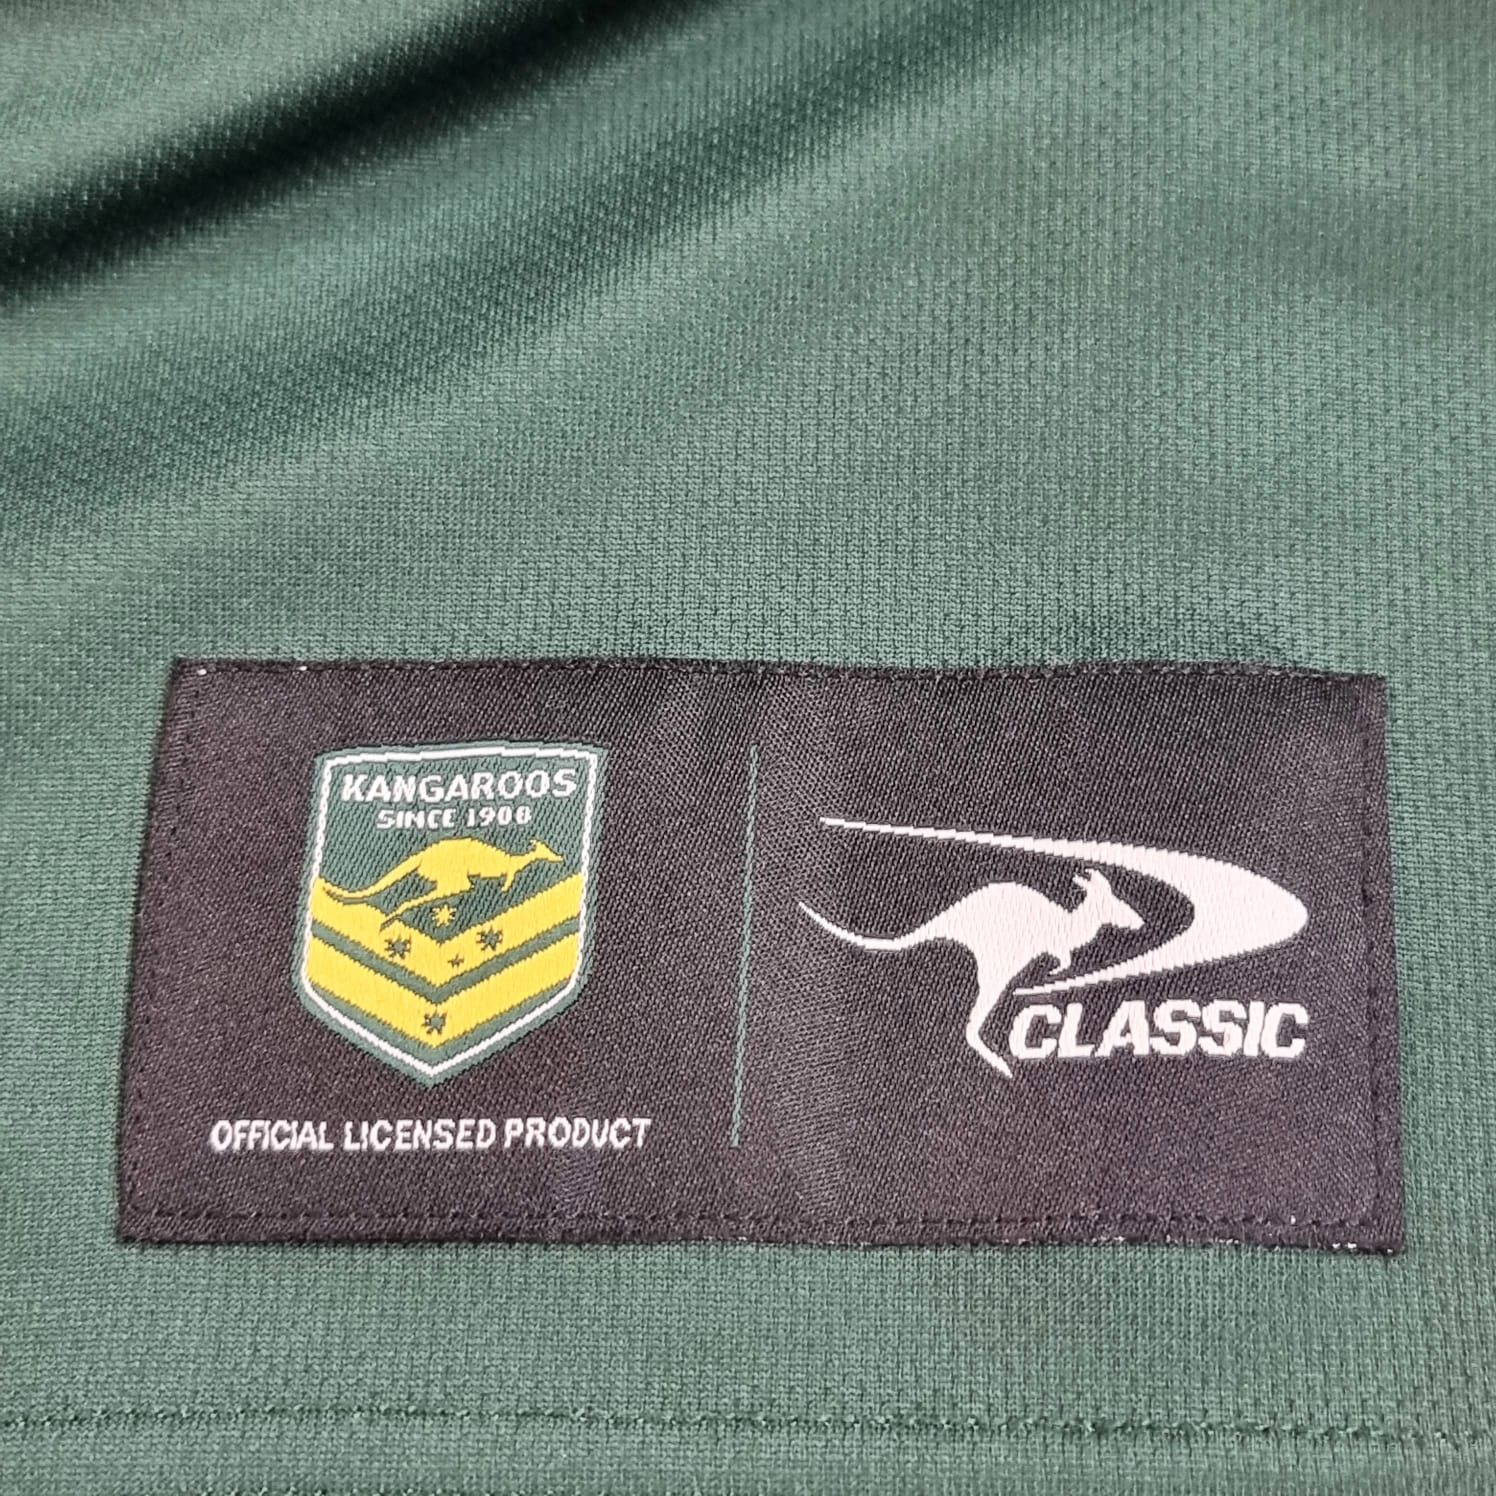 KANGAROOS
SINCE 1908
OFFICIAL LICENSED PRODUCT
CLASSIC